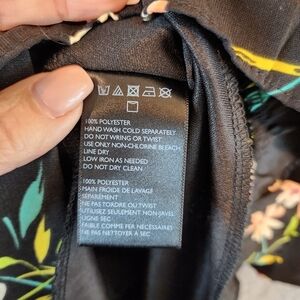 100% POLYESTER
HAND WASH COLD SEPARATELY
DO NOT WRING OR TWIST
USE ONLY NON-CHLORINE BLEACH
LINE DRY
LOW IRON AS NEEDED
DO NOT DRY CLEAN
100% POLYESTER
MAIN FROIDE DE LAVAGE
SEPAREMENT
NE PAS TORDRE OU TWIST
UTILISEZ SEULEMENT NON-JAVEL
SEC
FAIBLE COMME FER NECESSAIRES
NE NETTOYER A SEC